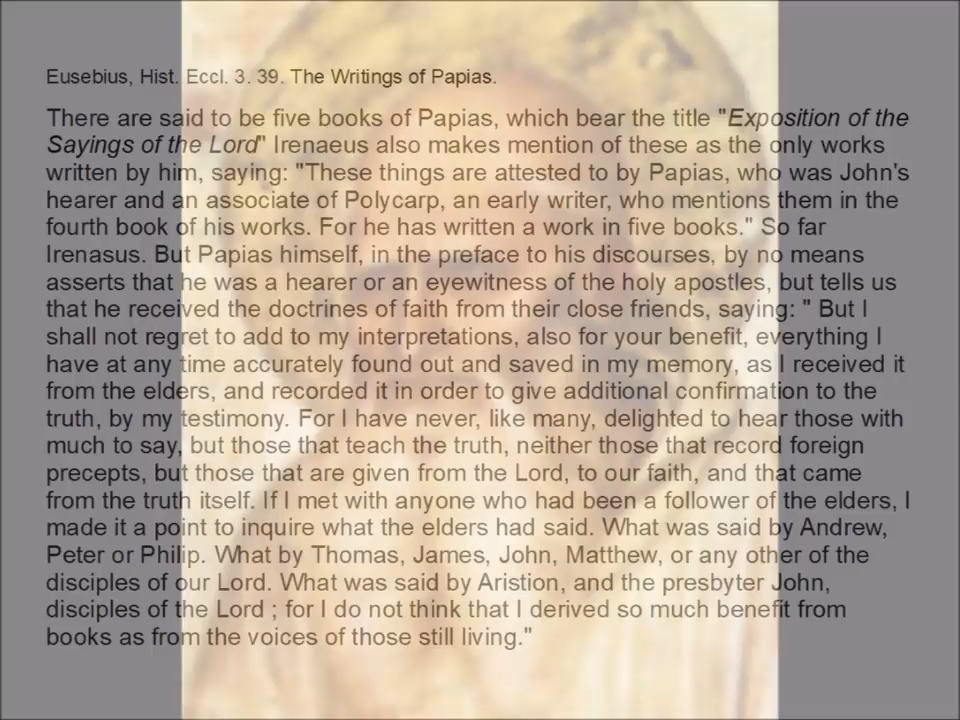 Eusebius, Hist. Eccl. 3. 39. The Writings of Papias.
There are said to be five books of Papias, which bear the title "Exposition of the
Sayings of the Lord" Irenaeus also makes mention of these as the only works
written by him, saying: "These things are attested to by Papias, who was John's
hearer and an associate of Polycarp, an early writer, who mentions them in the
fourth book of his works. For he has written a work in five books." So far
Irenasus. But Papias himself, in the preface to his discourses, by no means
asserts that he was a hearer or an eyewitness of the holy apostles, but tells us
that he received the doctrines of faith from their close friends, saying: " But I
shall not regret to add to my interpretations, also for your benefit, everything I
have at any time accurately found out and saved in my memory, as I received it
from the elders, and recorded it in order to give additional confirmation to the
truth, by my testimony. For I have never, like many, delighted to hear those with
much to say, but those that teach the truth, neither those that record foreign
precepts, but those that are given from the Lord, to our faith, and that came
from the truth itself. If I met with anyone who had been a follower of the elders, I
made it a point to inquire what the elders had said. What was said by Andrew,
Peter or Philip. What by Thomas, James, John, Matthew, or any other of the
disciples of our Lord. What was said by Aristion, and the presbyter John,
disciples of the Lord ; for I do not think that I derived so much benefit from
books as from the voices of those still living."